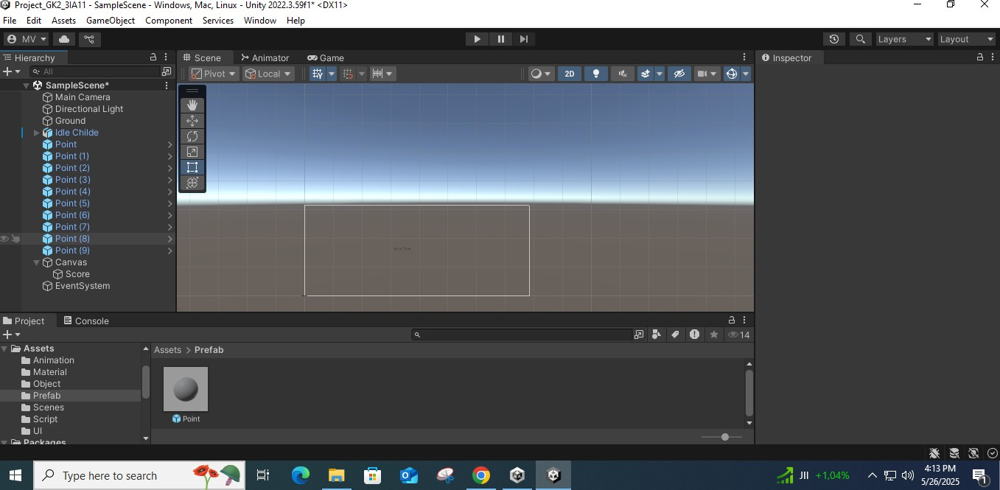 Project_GK2_3IA11 - SampleScene - Windows, Mac, Linux - Unity 2022.3.59f1* <DX11>
File Edit Assets GameObject Component Services Window Help
MV Layers Layout
Hierarchy
All
SampleScene*
Main Camera
Directional Light
Ground
Idle Childe
Point
Point (1)
Point (2)
Point (3)
Point (4)
Point (5)
Point (6)
Point (7)
Point (8)
Point (9)
Canvas
Score
EventSystem
Scene Animator Game
Pivot Local 2D
New Text
Inspector
Project Console
14
Assets
Animation
Material
Object
Prefab
Scenes
Script
UI
Packages
Assets > Prefab
Point
Type here to search
JII +1,04%
4:13 PM
5/26/2025
1